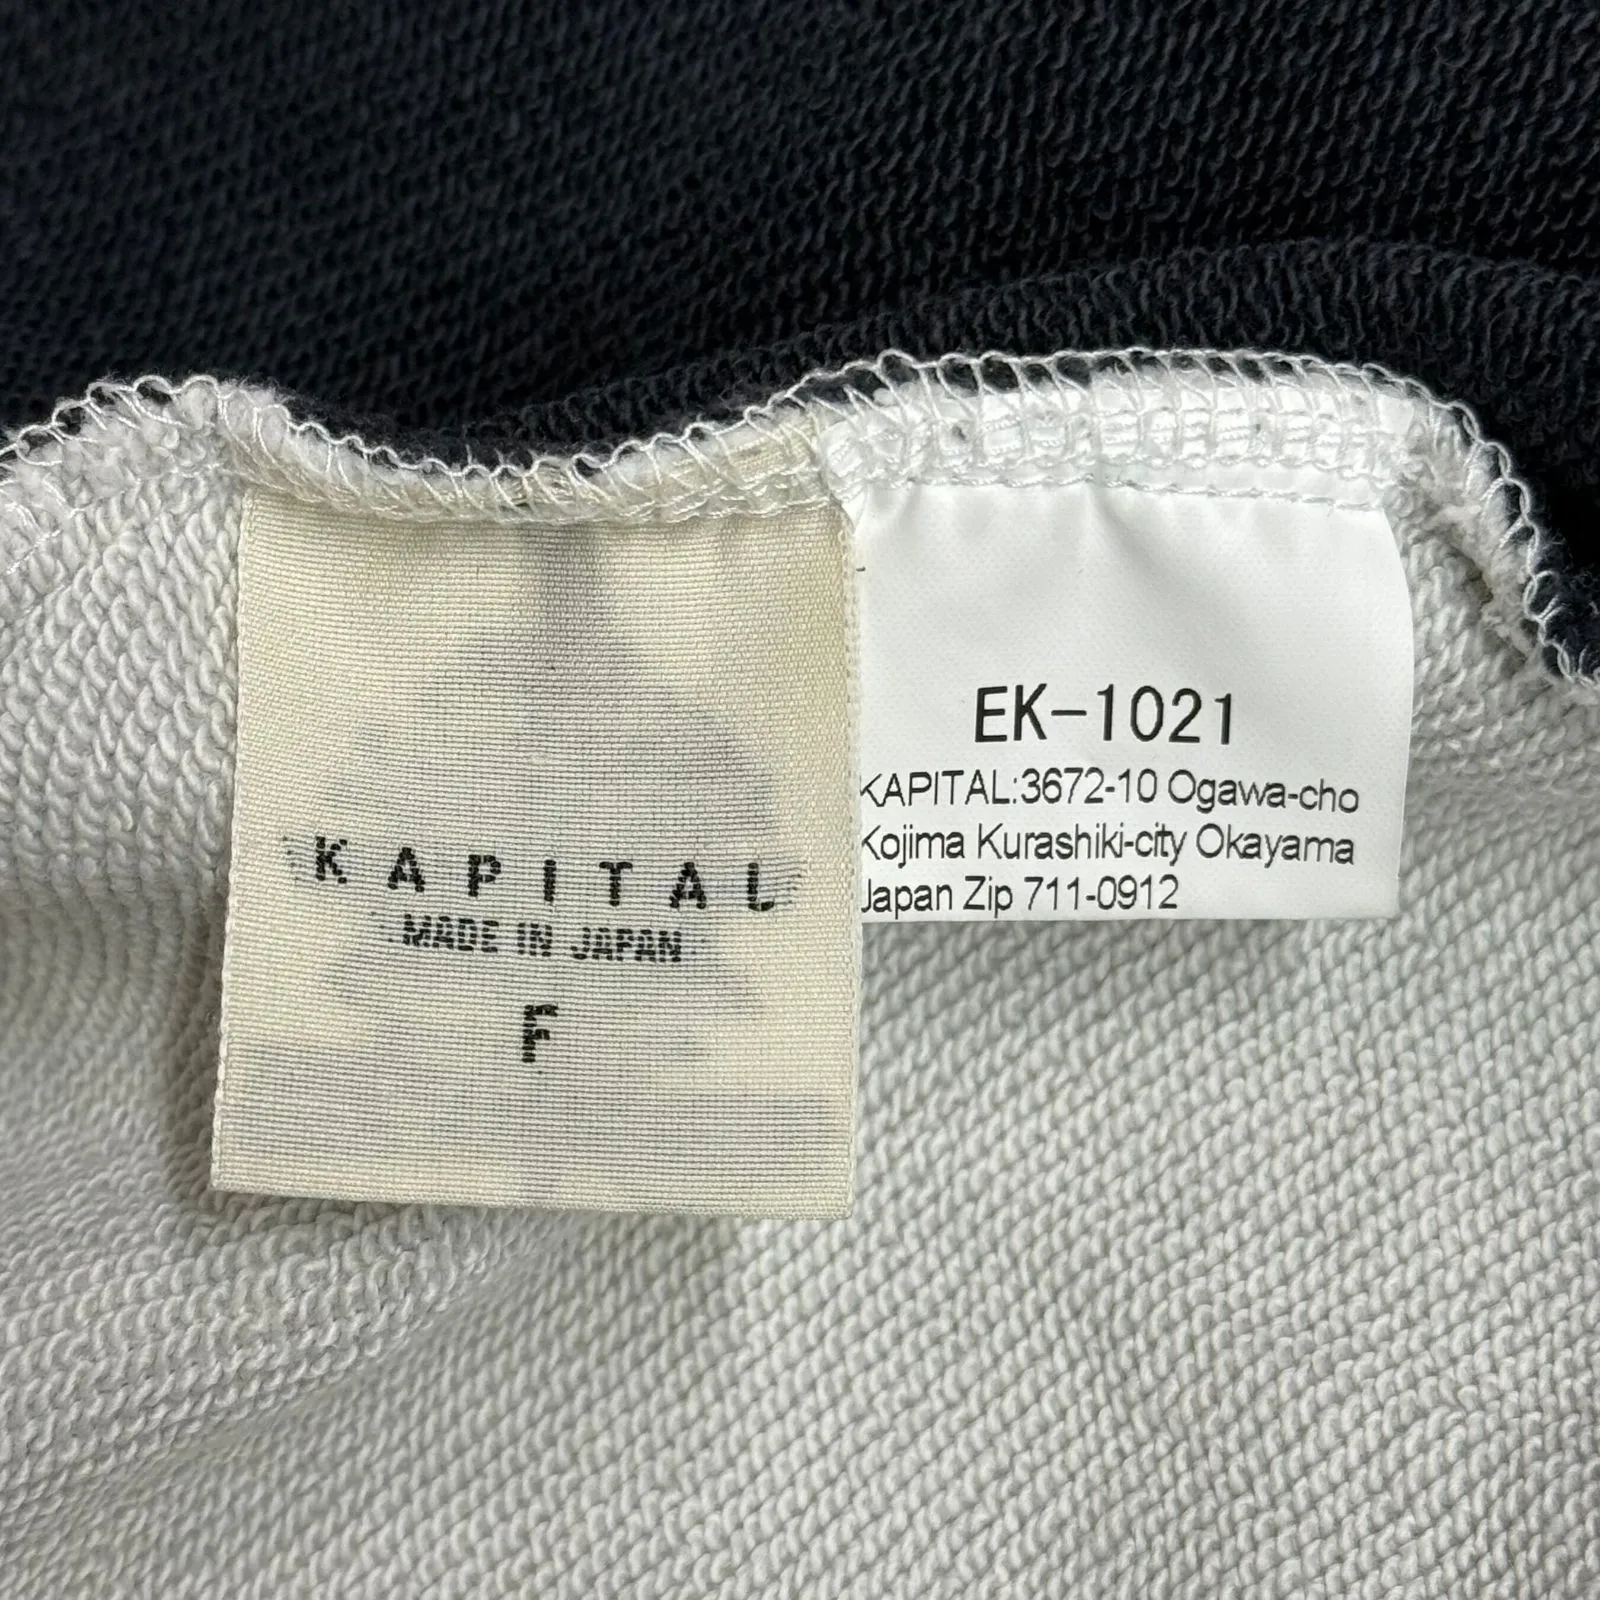 KAPITAL
MADE IN JAPAN
F
EK-1021
KAPITAL:3672-10 Ogawa-cho
Kojima Kurashiki-city Okayama
Japan Zip 711-0912